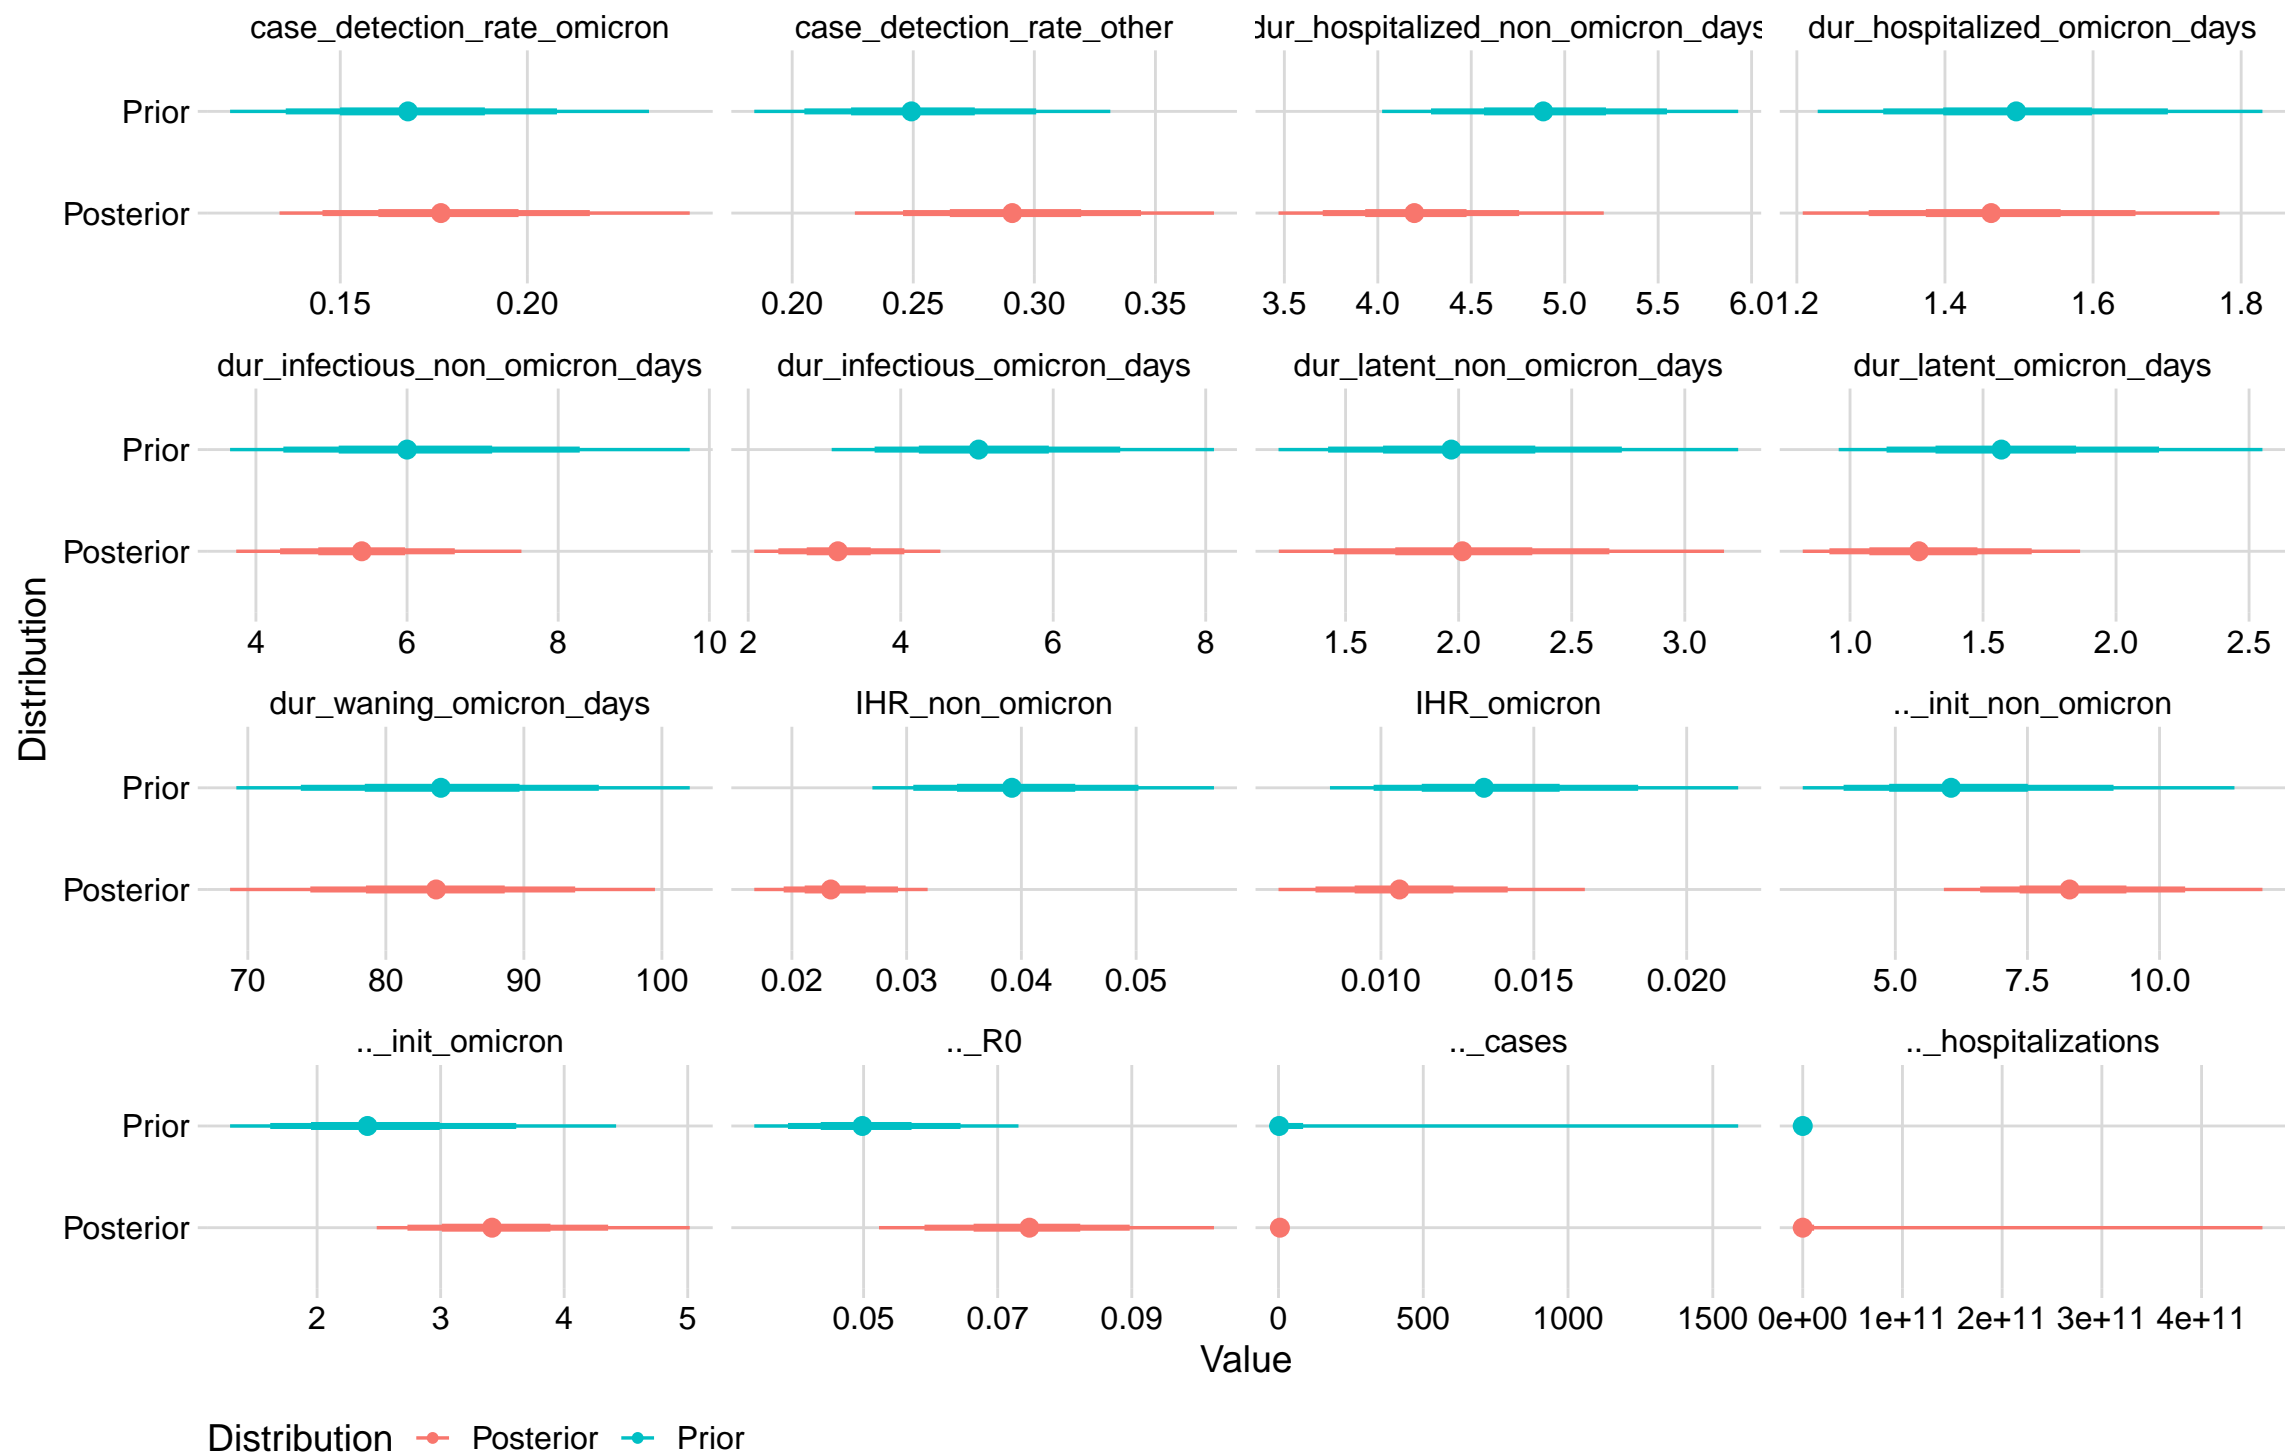 case_detection_rate_omicron case_detection_rate_other dur_hospitalized_non_omicron_days dur_hospitalized_omicron_days
Prior
Posterior
0.15 0.20 0.20 0.25 0.30 0.35 3.5 4.0 4.5 5.0 5.5 6.0 1.2 1.4 1.6 1.8
dur_infectious_non_omicron_days dur_infectious_omicron_days dur_latent_non_omicron_days dur_latent_omicron_days
Prior
Posterior
4 6 8 10 2 4 6 8 1.5 2.0 2.5 3.0 1.0 1.5 2.0 2.5
Distribution
dur_waning_omicron_days IHR_non_omicron IHR_omicron .._init_non_omicron
Prior
Posterior
70 80 90 100 0.02 0.03 0.04 0.05 0.010 0.015 0.020 5.0 7.5 10.0
.._init_omicron .._R0 .._cases .._hospitalizations
Prior
Posterior
2 3 4 5 0.05 0.07 0.09 0 500 1000 1500 0e+00 1e+11 2e+11 3e+11 4e+11
Value
Distribution Posterior Prior